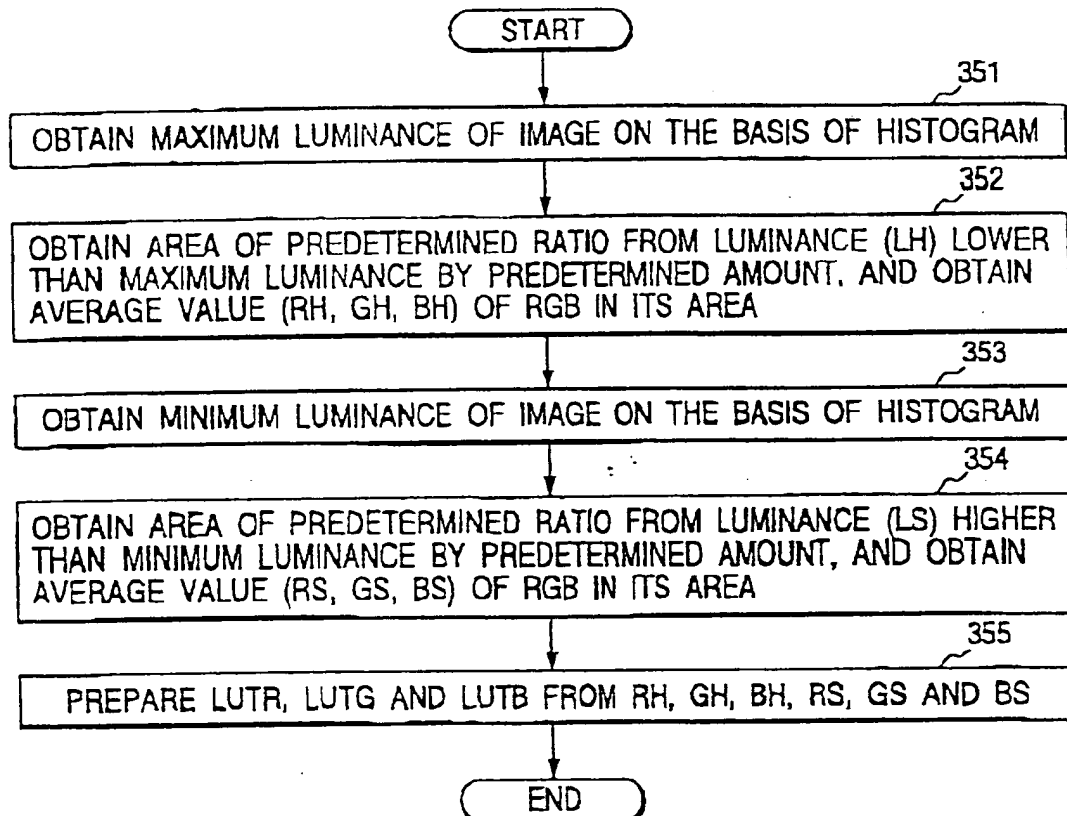 START
351
OBTAIN MAXIMUM LUMINANCE OF IMAGE ON THE BASIS OF HISTOGRAM
352
OBTAIN AREA OF PREDETERMINED RATIO FROM LUMINANCE (LH) LOWER
THAN MAXIMUM LUMINANCE BY PREDETERMINED AMOUNT, AND OBTAIN
AVERAGE VALUE (RH, GH, BH) OF RGB IN ITS AREA
353
OBTAIN MINIMUM LUMINANCE OF IMAGE ON THE BASIS OF HISTOGRAM
354
OBTAIN AREA OF PREDETERMINED RATIO FROM LUMINANCE (LS) HIGHER
THAN MINIMUM LUMINANCE BY PREDETERMINED AMOUNT, AND OBTAIN
AVERAGE VALUE (RS, GS, BS) OF RGB IN ITS AREA
355
PREPARE LUTR, LUTG AND LUTB FROM RH, GH, BH, RS, GS AND BS
END